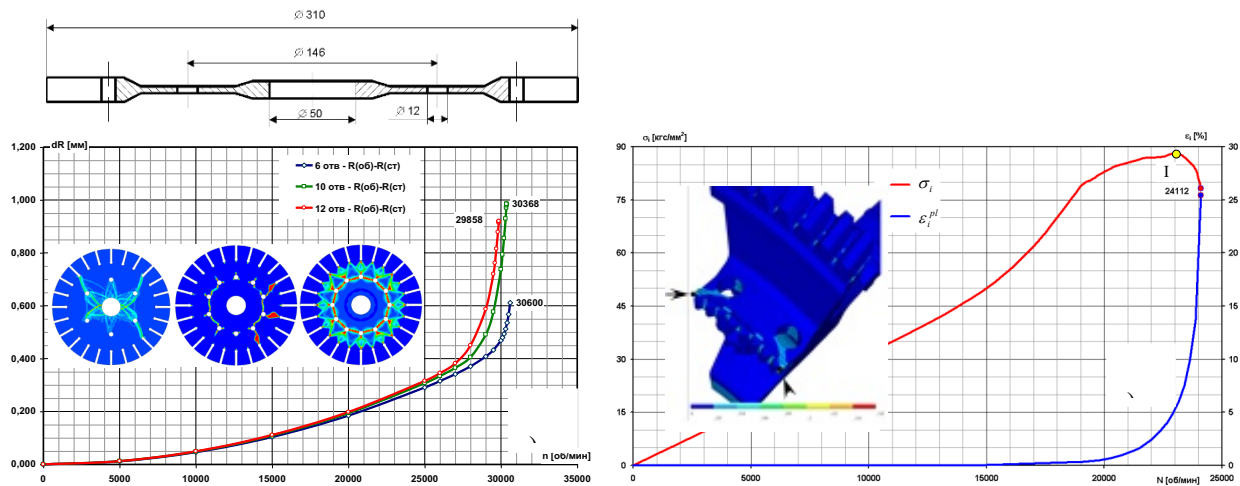 Ø 310
Ø 146
Ø 50
Ø 12
dR [мм]
1,200
1,000
0,800
0,600
0,400
0,200
0,000
6 отв - R(об)-R(ст)
10 отв - R(об)-R(ст)
12 отв - R(об)-R(ст)
29858
30368
30600
0
5000
10000
15000
20000
25000
30000
35000
n [об/мин]
σi [кгс/мм²]
εi [%]
90
75
60
45
30
15
0
30
25
20
15
10
5
0
σi
εi pl
I
24112
0
5000
10000
15000
20000
25000
N [об/мин]